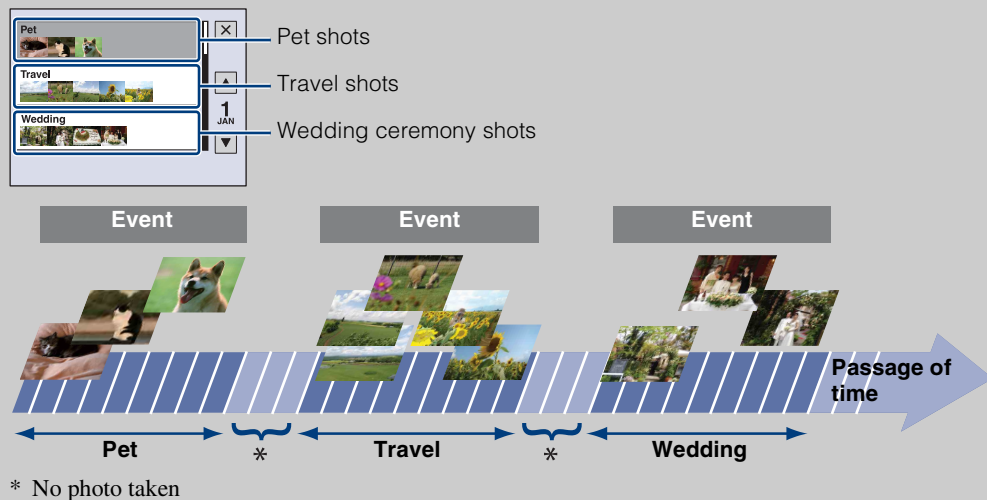 Pet
Travel
1
JAN
Wedding
Pet shots
Travel shots
Wedding ceremony shots
Event Event Event
Passage of
time
Pet * Travel * Wedding
* No photo taken